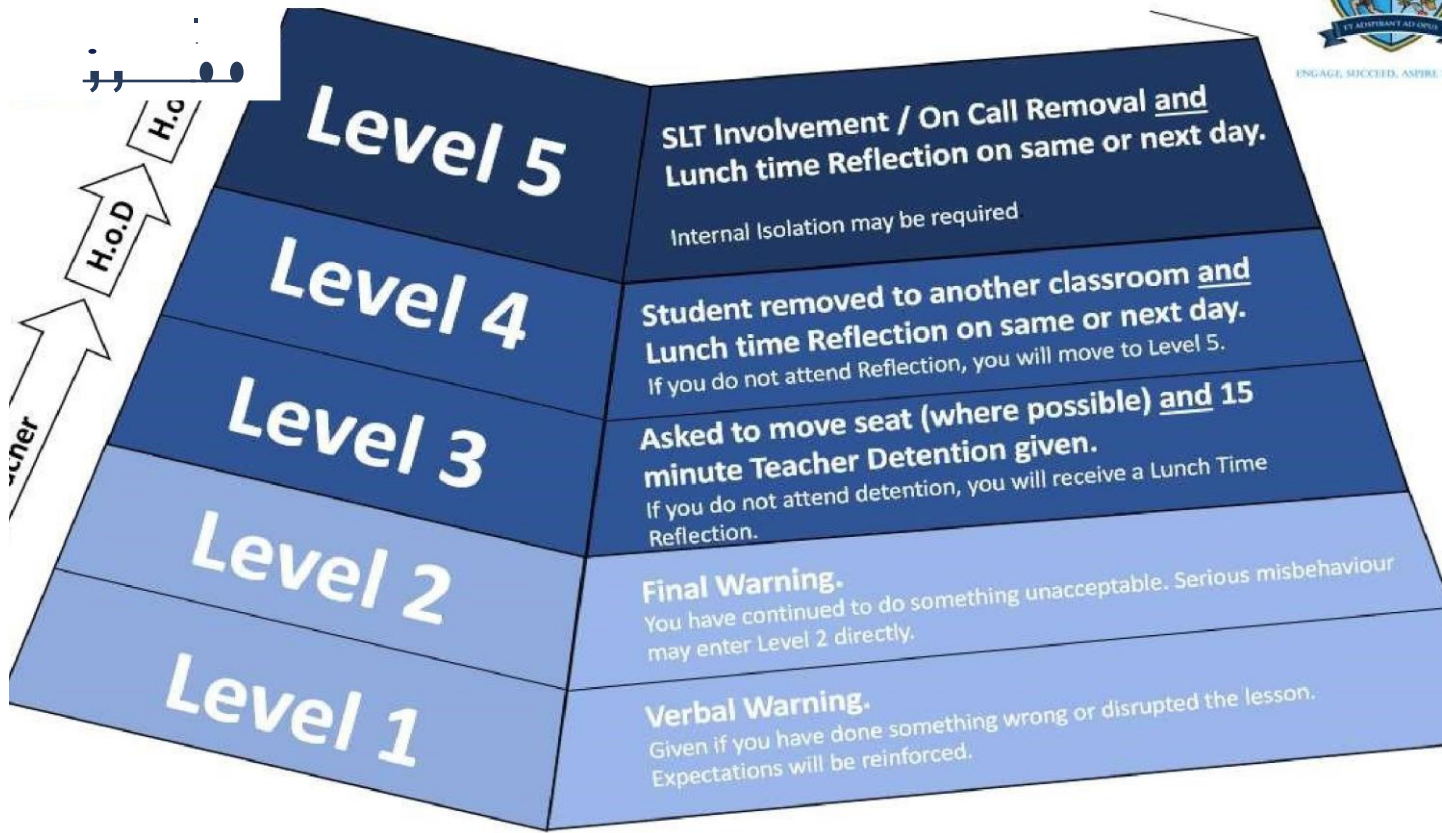 ENGAGE, SUCCEED, ASPIRE
Level 5
SLT Involvement / On Call Removal and
Lunch time Reflection on same or next day.
Internal Isolation may be required
H.o.D
Level 4
Student removed to another classroom and
Lunch time Reflection on same or next day.
If you do not attend Reflection, you will move to Level 5.
Level 3
Asked to move seat (where possible) and 15
minute Teacher Detention given.
If you do not attend detention, you will receive a Lunch Time
Reflection.
Level 2
Final Warning.
You have continued to do something unacceptable. Serious misbehaviour
may enter Level 2 directly.
Level 1
Verbal Warning.
Given if you have done something wrong or disrupted the lesson.
Expectations will be reinforced.